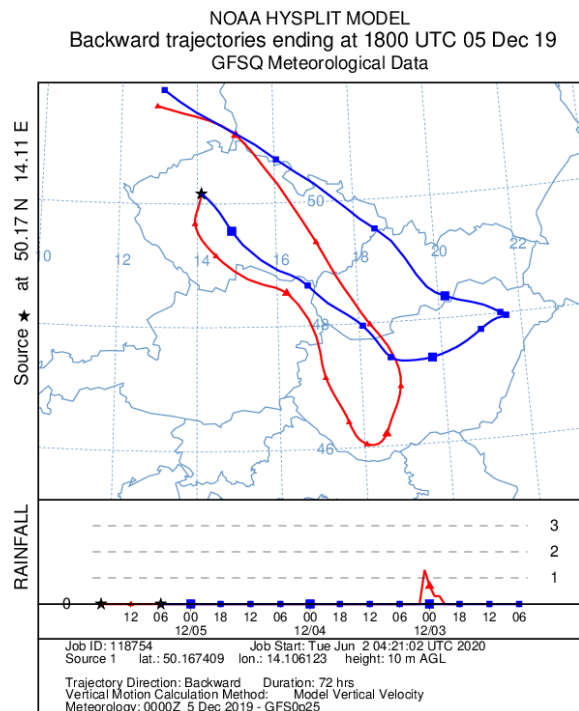 NOAA HYSPLIT MODEL
Backward trajectories ending at 1800 UTC 05 Dec 19
GFSQ Meteorological Data
Source ★ at 50.17 N 14.11 E
50
10 12 14 16 18 20 22
48
46
RAINFALL
3
2
1
0
12 06 00 18 12 06 00 18 12 06 00 18 12 06
12/05 12/04 12/03
Job ID: 118754 Job Start: Tue Jun 2 04:21:02 UTC 2020
Source 1 lat.: 50.167409 lon.: 14.106123 height: 10 m AGL
Trajectory Direction: Backward Duration: 72 hrs
Vertical Motion Calculation Method: Model Vertical Velocity
Meteorology: 0000Z 5 Dec 2019 - GFS0p25